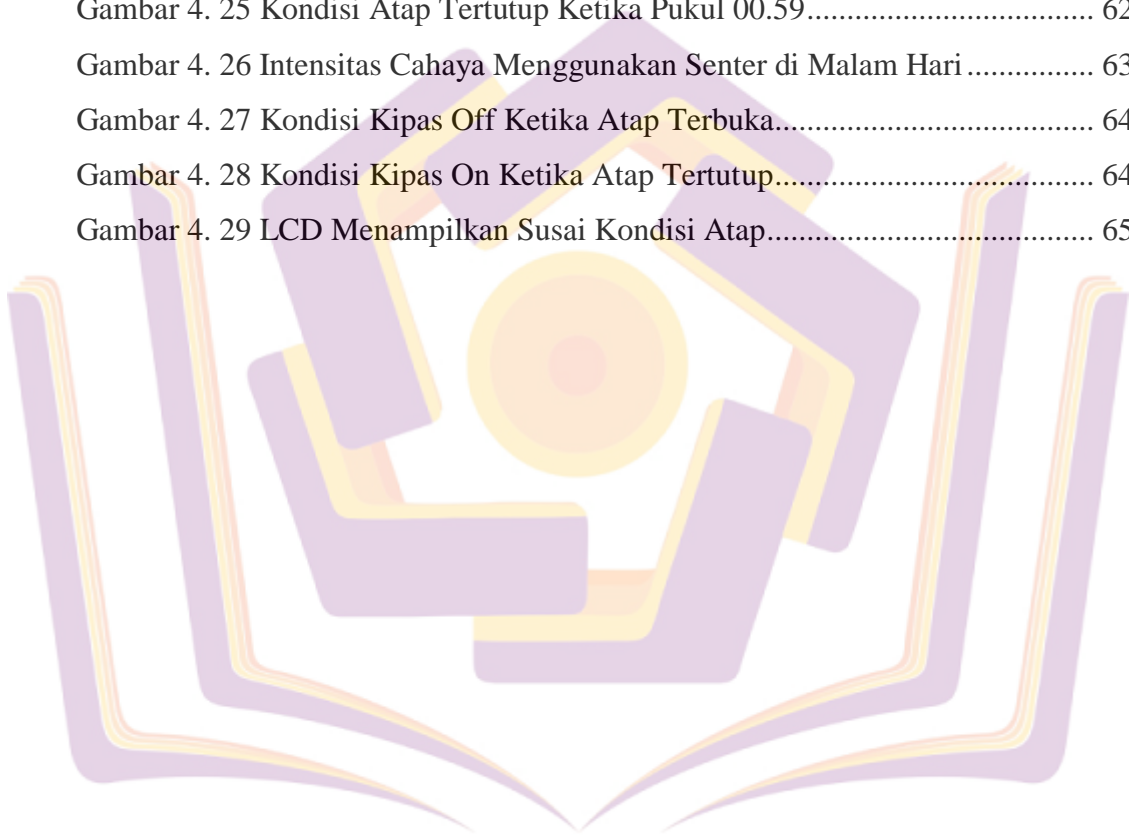 Gambar 4. 25 Kondisi Atap Tertutup Ketika Pukul 00.59................................ 62
Gambar 4. 26 Intensitas Cahaya Menggunakan Senter di Malam Hari............... 63
Gambar 4. 27 Kondisi Kipas Off Ketika Atap Terbuka.................................... 64
Gambar 4. 28 Kondisi Kipas On Ketika Atap Tertutup.................................... 64
Gambar 4. 29 LCD Menampilkan Susai Kondisi Atap..................................... 65